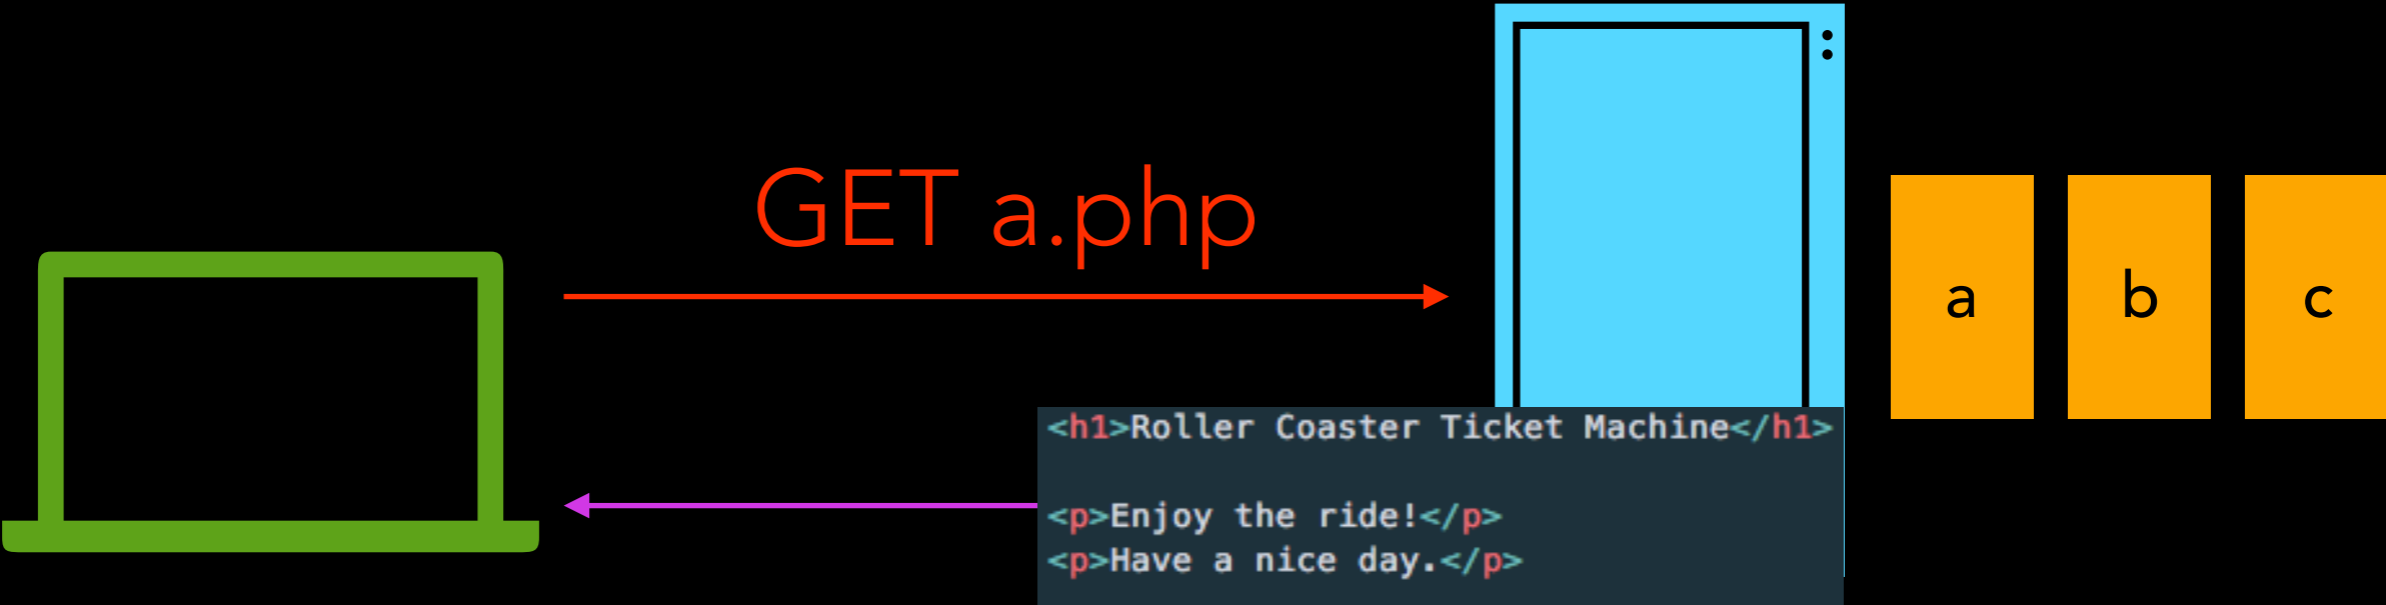 GET a.php
a
b
c
<h1>Roller Coaster Ticket Machine</h1>
<p>Enjoy the ride!</p>
<p>Have a nice day.</p>